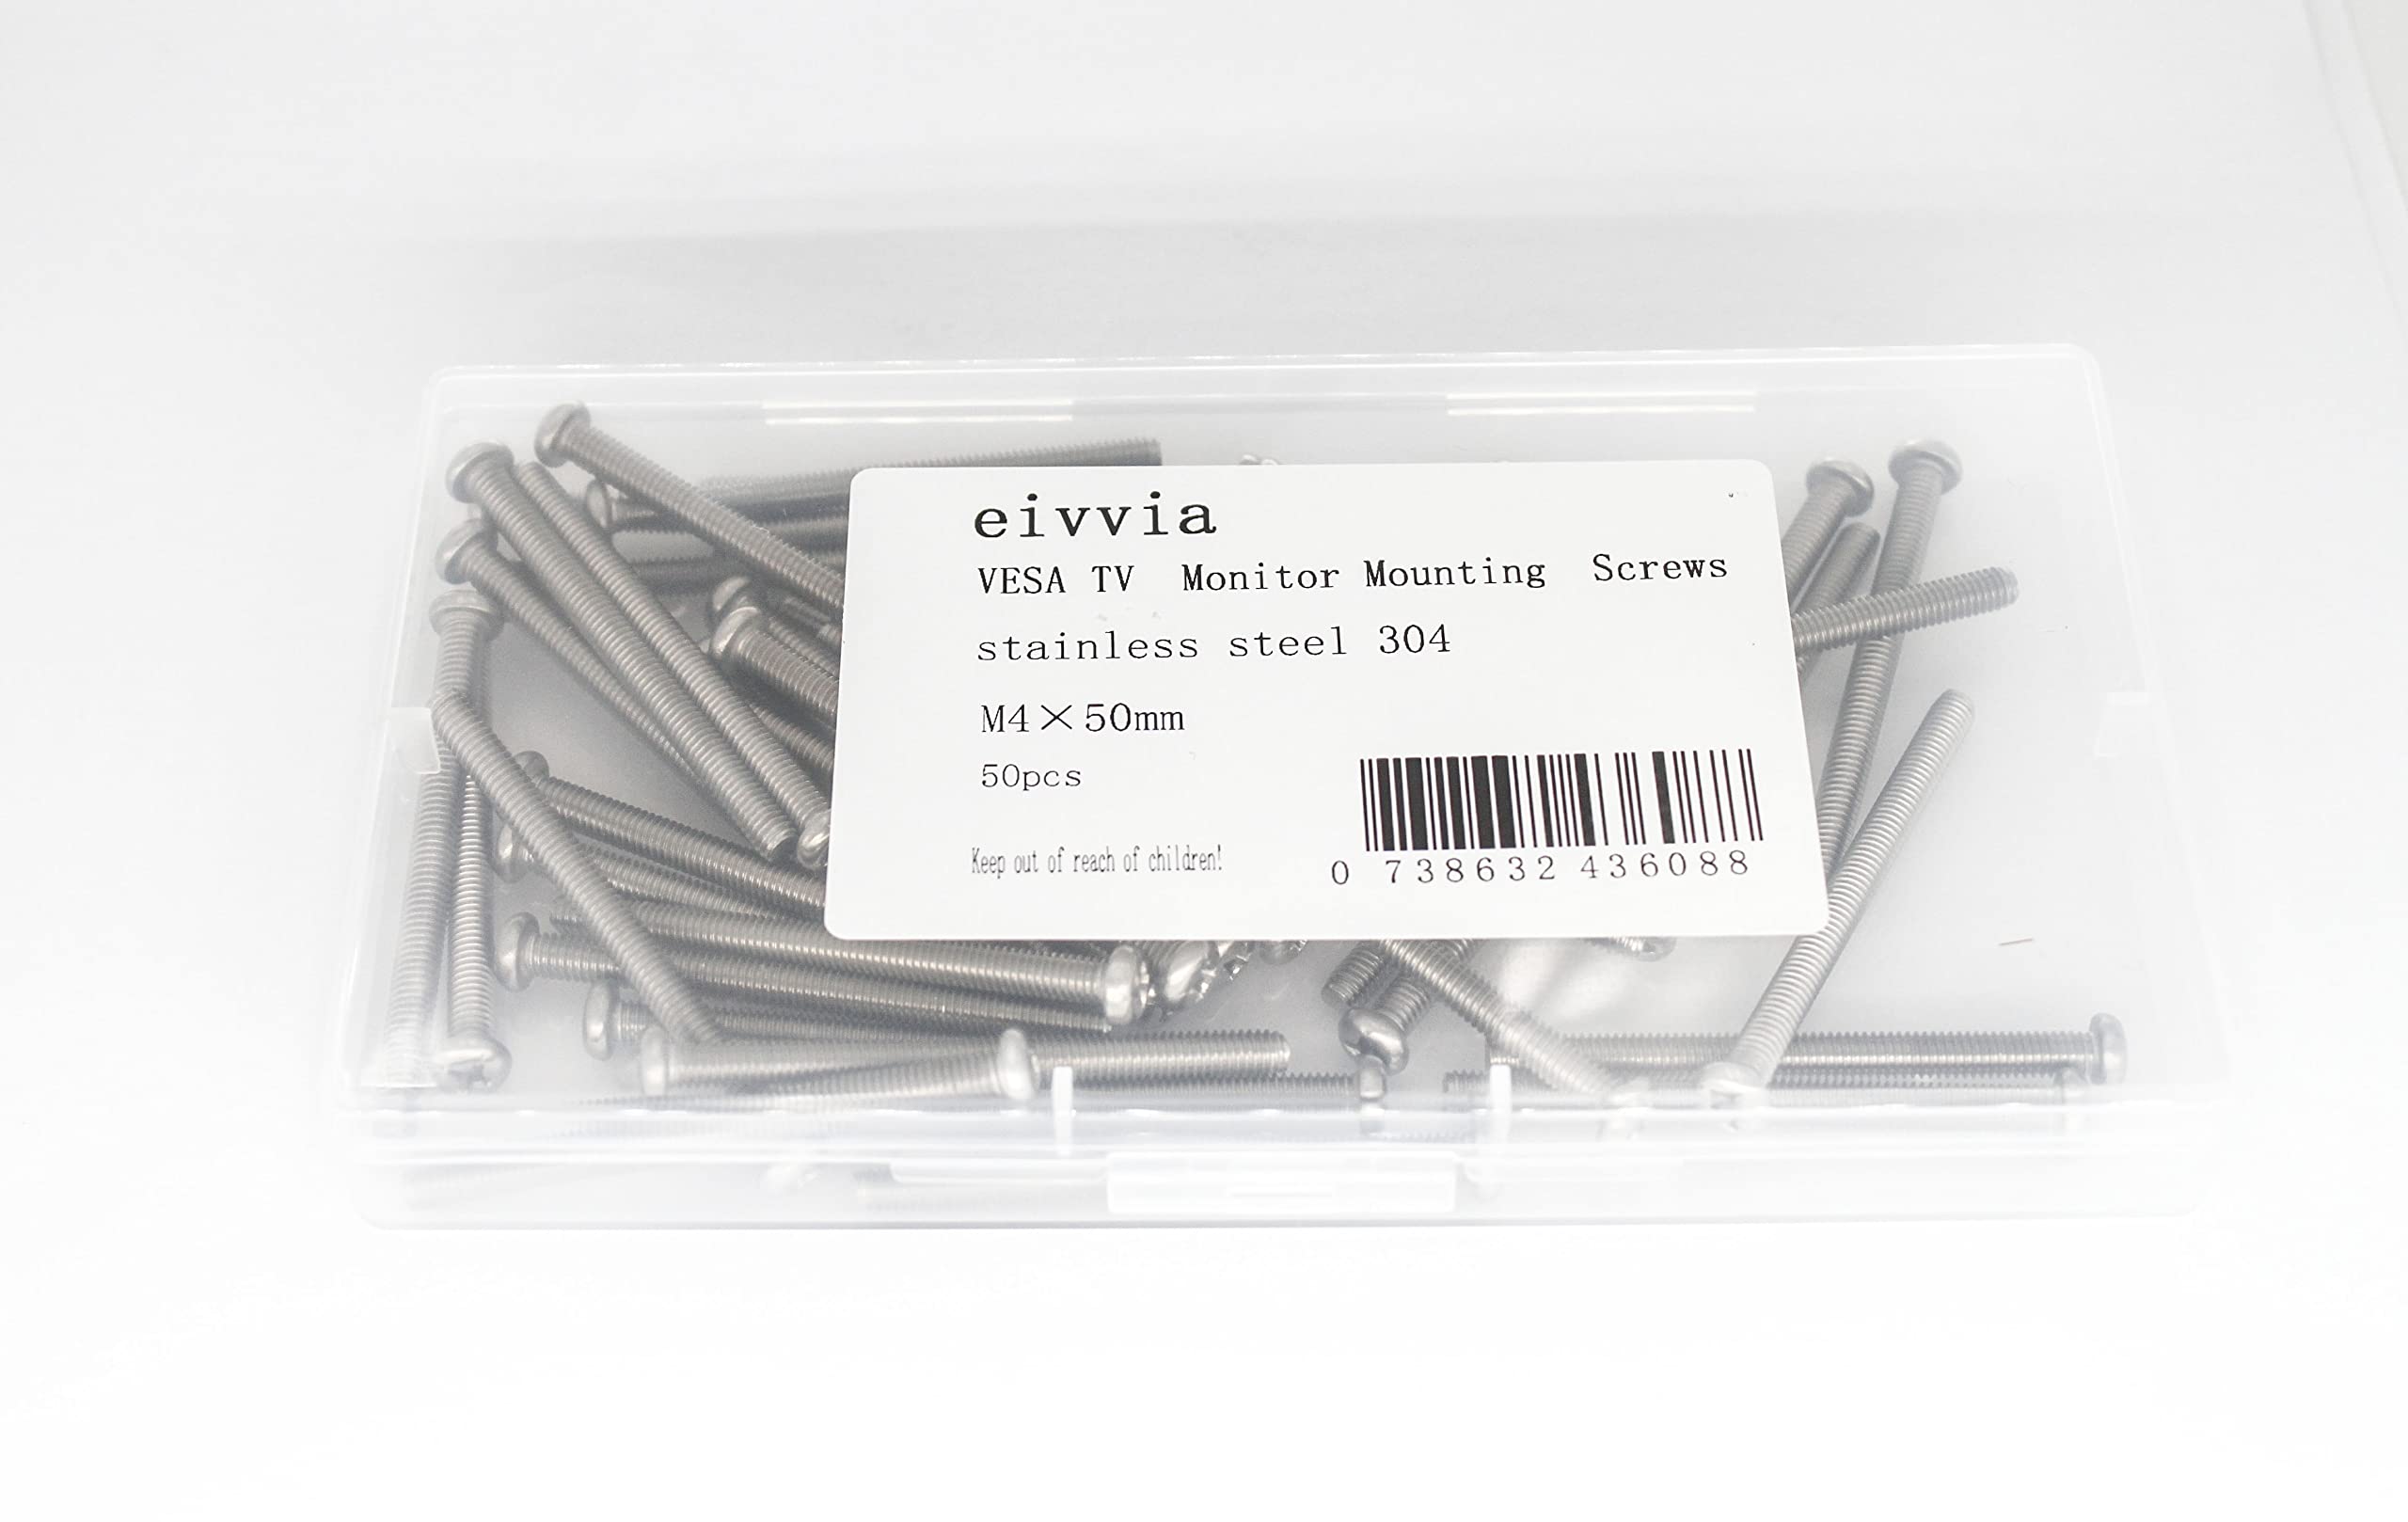 eivvia
VESA TV Monitor Mounting Screws
stainless steel 304
M4×50mm
50pcs
Keep out of reach of children!
0 738632 436088